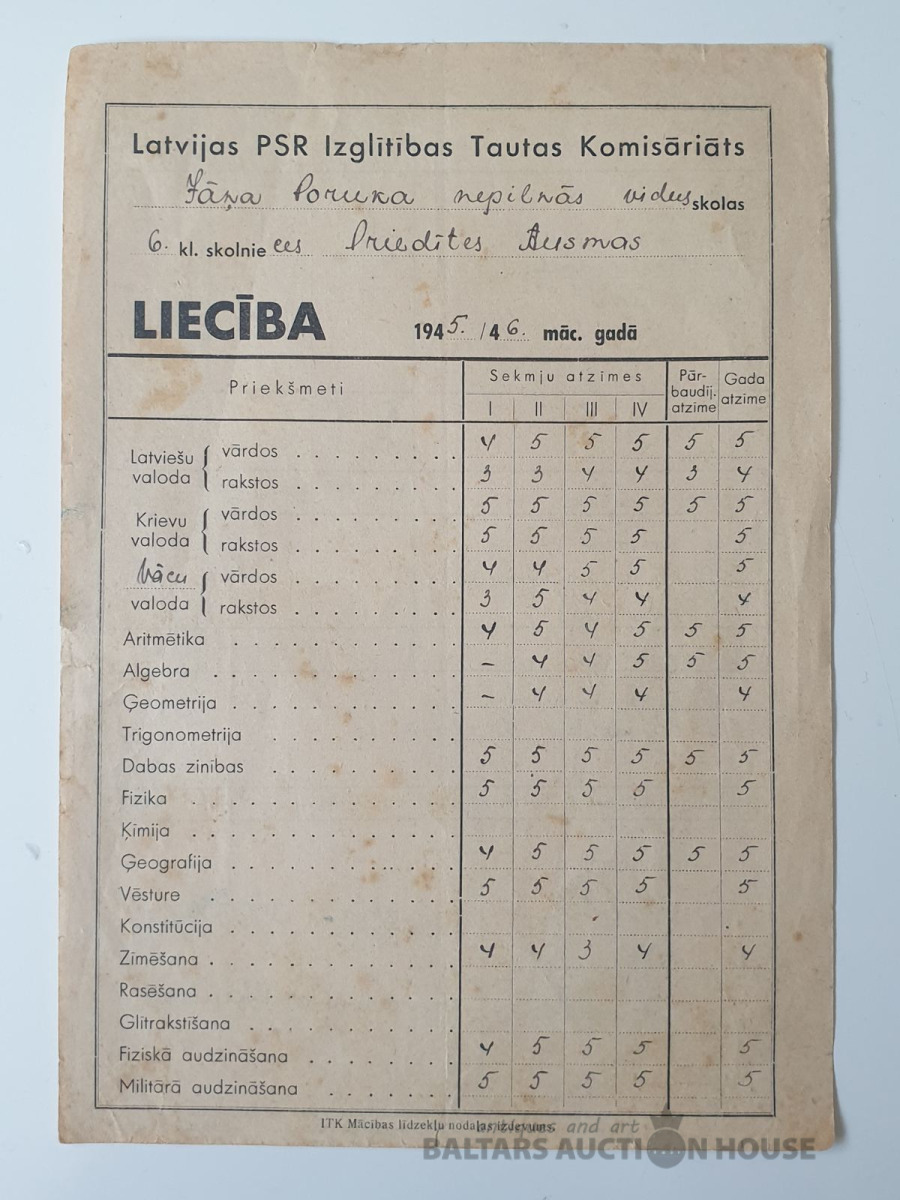 Latvijas PSR Izglītības Tautas Komisāriāts
Jāņa Poruka nepilnās vidusskolas
6. kl. skolnieces Priedītes Ausmas
LIECĪBA 1945./46. māc. gadā
Priekšmeti Sekmju atzīmes Pārbaudīj. atzīme Gada atzīme
I II III IV
Latviešu valoda vārdos 4 5 5 5 5 5
rakstos 3 3 4 4 3 4
Krievu valoda vārdos 5 5 5 5 5 5
rakstos 5 5 5 5 5
Vācu valoda vārdos 4 4 5 5 5
rakstos 3 5 4 4 4
Aritmētika 4 5 4 5 5 5
Algebra – 4 4 5 5 5
Ģeometrija – 4 4 4 4
Trigonometrija
Dabas zinības 5 5 5 5 5 5
Fizika 5 5 5 5 5
Ķīmija
Ģeografija 4 5 5 5 5 5
Vēsture 5 5 5 5 5
Konstitūcija
Zīmēšana 4 4 3 4 4
Rasēšana
Glītrakstīšana
Fiziskā audzināšana 4 5 5 5 5
Militārā audzināšana 5 5 5 5 5
ITK Mācības līdzekļu nodaļas izdevums.
antiques and art
BALTARS AUCTION HOUSE